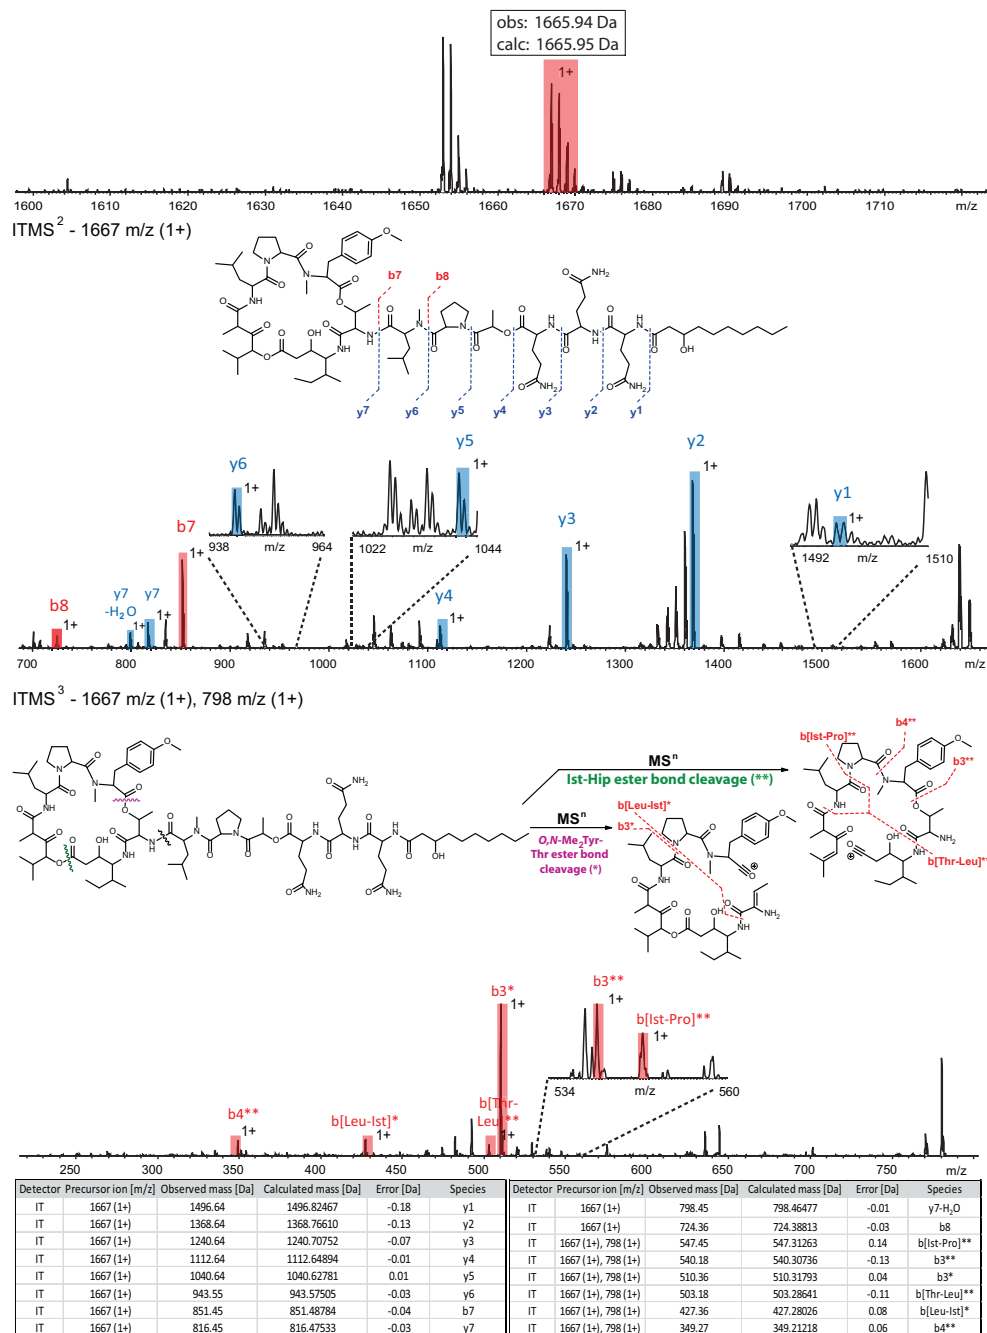 obs: 1665.94 Da
calc: 1665.95 Da
1+
1600 1610 1620 1630 1640 1650 1660 1670 1680 1690 1700 1710 m/z
ITMS2 - 1667 m/z (1+)
b7 b8
y7 y6 y5 y4 y3 y2 y1
y6 1+
938 m/z 964
y5 1+
1022 m/z 1044
y2 1+
y1 1+
1492 m/z 1510
y3 1+
b7 1+
y4 1+
b8 1+
y7 -H2O 1+
y7 1+
700 800 900 1000 1100 1200 1300 1400 1500 1600 m/z
ITMS3 - 1667 m/z (1+), 798 m/z (1+)
MSn
Ist-Hip ester bond cleavage (**)
MSn
O,N-Me2Tyr-
Thr ester bond
cleavage (*)
b[Leu-Ist]*
b3*
b[Ist-Pro]**
b4**
b3**
b[Thr-Leu]**
b3* 1+
b3** 1+
b[Ist-Pro]** 1+
534 m/z 560
b4** 1+
b[Leu-Ist]* 1+
b[Thr-Leu]** 1+
250 300 350 400 450 500 550 600 650 700 750 m/z
Detector Precursor ion [m/z] Observed mass [Da] Calculated mass [Da] Error [Da] Species
IT 1667 (1+) 1496.64 1496.82467 -0.18 y1
IT 1667 (1+) 1368.64 1368.76610 -0.13 y2
IT 1667 (1+) 1240.64 1240.70752 -0.07 y3
IT 1667 (1+) 1112.64 1112.64894 -0.01 y4
IT 1667 (1+) 1040.64 1040.62781 0.01 y5
IT 1667 (1+) 943.55 943.57505 -0.03 y6
IT 1667 (1+) 851.45 851.48784 -0.04 b7
IT 1667 (1+) 816.45 816.47533 -0.03 y7
Detector Precursor ion [m/z] Observed mass [Da] Calculated mass [Da] Error [Da] Species
IT 1667 (1+) 798.45 798.46477 -0.01 y7-H2O
IT 1667 (1+) 724.36 724.38813 -0.03 b8
IT 1667 (1+), 798 (1+) 547.45 547.31263 0.14 b[Ist-Pro]**
IT 1667 (1+), 798 (1+) 540.18 540.30736 -0.13 b3**
IT 1667 (1+), 798 (1+) 510.36 510.31793 0.04 b3*
IT 1667 (1+), 798 (1+) 503.18 503.28641 -0.11 b[Thr-Leu]**
IT 1667 (1+), 798 (1+) 427.36 427.28026 0.08 b[Leu-Ist]*
IT 1667 (1+), 798 (1+) 349.27 349.21218 0.06 b4**